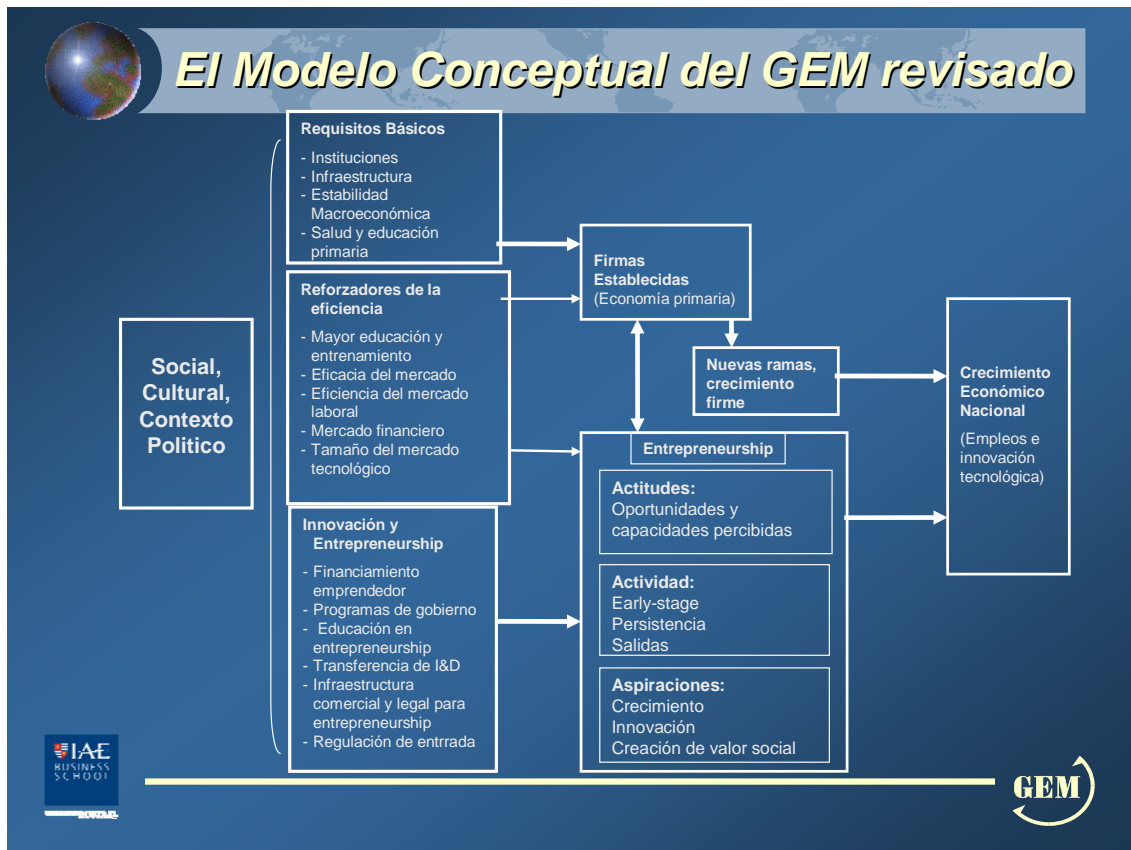 El Modelo Conceptual del GEM revisado
Requisitos Básicos
- Instituciones
- Infraestructura
- Estabilidad
Macroeconómica
- Salud y educación
primaria
Reforzadores de la
eficiencia
- Mayor educación y
entrenamiento
- Eficacia del mercado
- Eficiencia del mercado
laboral
- Mercado financiero
- Tamaño del mercado
tecnológico
Social,
Cultural,
Contexto
Politico
Innovación y
Entrepreneurship
- Financiamiento
emprendedor
- Programas de gobierno
- Educación en
entrepreneurship
- Transferencia de I&D
- Infraestructura
comercial y legal para
entrepreneurship
- Regulación de entrrada
Firmas
Establecidas
(Economía primaria)
Nuevas ramas,
crecimiento
firme
Entrepreneurship
Actitudes:
Oportunidades y
capacidades percibidas
Actividad:
Early-stage
Persistencia
Salidas
Aspiraciones:
Crecimiento
Innovación
Creación de valor social
Crecimiento
Económico
Nacional
(Empleos e
innovación
tecnológica)
IAE
BUSINESS
SCHOOL
GEM